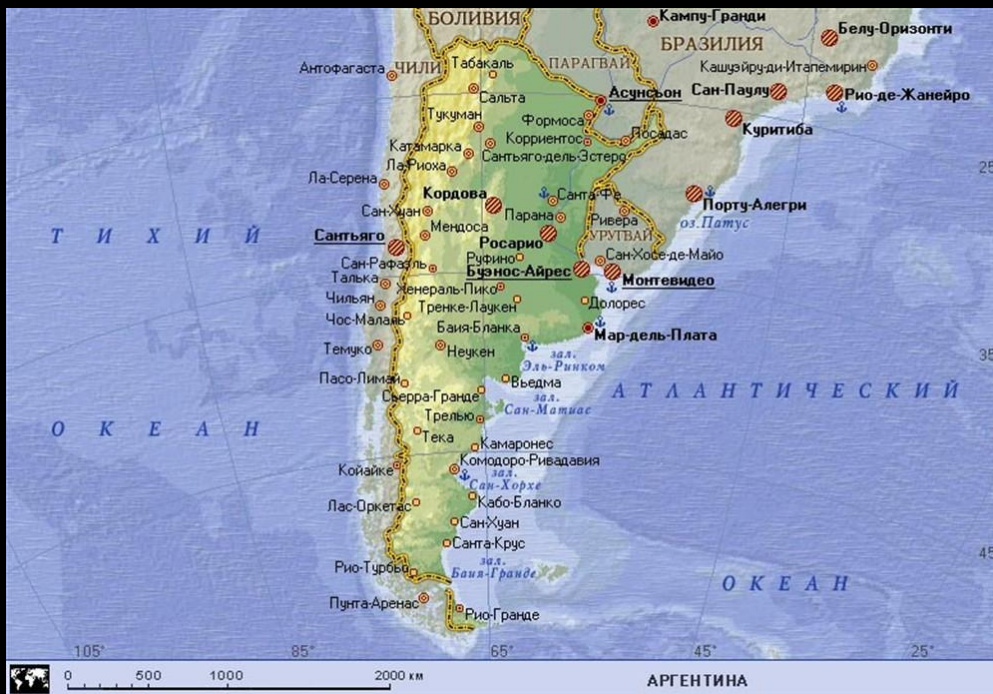 БОЛИВИЯ
Кампу-Гранди
Белу-Оризонти
БРАЗИЛИЯ
Антофагаста
ЧИЛИ
Табакаль
ПАРАГВАЙ
Кашуэйру-ди-Итапемирин
Сальта
Асунсьон
Сан-Паулу
Рио-де-Жанейро
Тукуман
Формоса
Куритиба
Корриентос
Посадас
Катамарка
Сантьяго-дель-Эстеро
Ла-Риоха
25
Ла-Серена
Кордова
Санта-Фе
Порту-Алегри
Сан-Хуан
Парана
Ривера
оз.Патус
ТИХИЙ
Сантьяго
Мендоса
Росарио
УРУГВАЙ
Руфино
Сан-Хосе-де-Майо
Сан-Рафаэль
Буэнос-Айрес
Талька
Женераль-Пико
Монтевидео
Чильян
Тренке-Лаукен
Долорес
Чос-Малаль
Баия-Бланка
Мар-дель-Плата
Темуко
Неукен
зал.
Эль-Ринком
35
Пасо-Лимай
Вьедма
АТЛАНТИЧЕСКИЙ
Сьерра-Гранде
зал.
Сан-Матиас
Трелью
ОКЕАН
Тека
Камаронес
Койайке
Комодоро-Ривадавия
зал.
Сан-Хорхе
Лас-Оркетас
Кабо-Бланко
Сан-Хуан
Санта-Крус
45
Рио-Турбьо
зал.
Баия-Гранде
ОКЕАН
Пунта-Аренас
Рио-Гранде
105° 85° 65° 45° 25°
0 500 1000 2000 км
АРГЕНТИНА